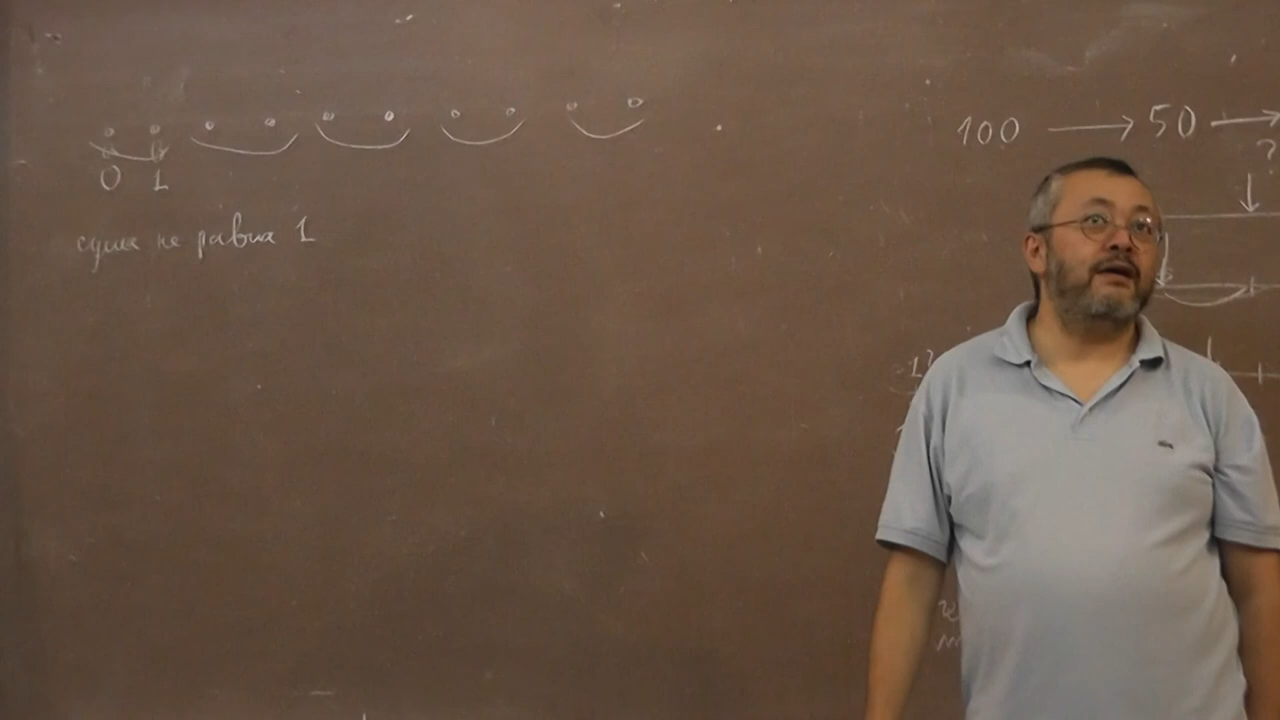 0 1
сумма не равна 1
100 → 50 →
?